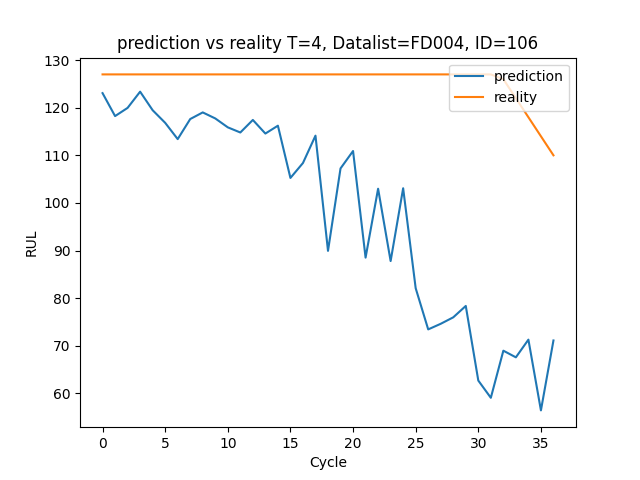 prediction vs reality T=4, Datalist=FD004, ID=106
prediction
reality
130
120
110
100
90
80
70
60
RUL
0 5 10 15 20 25 30 35
Cycle